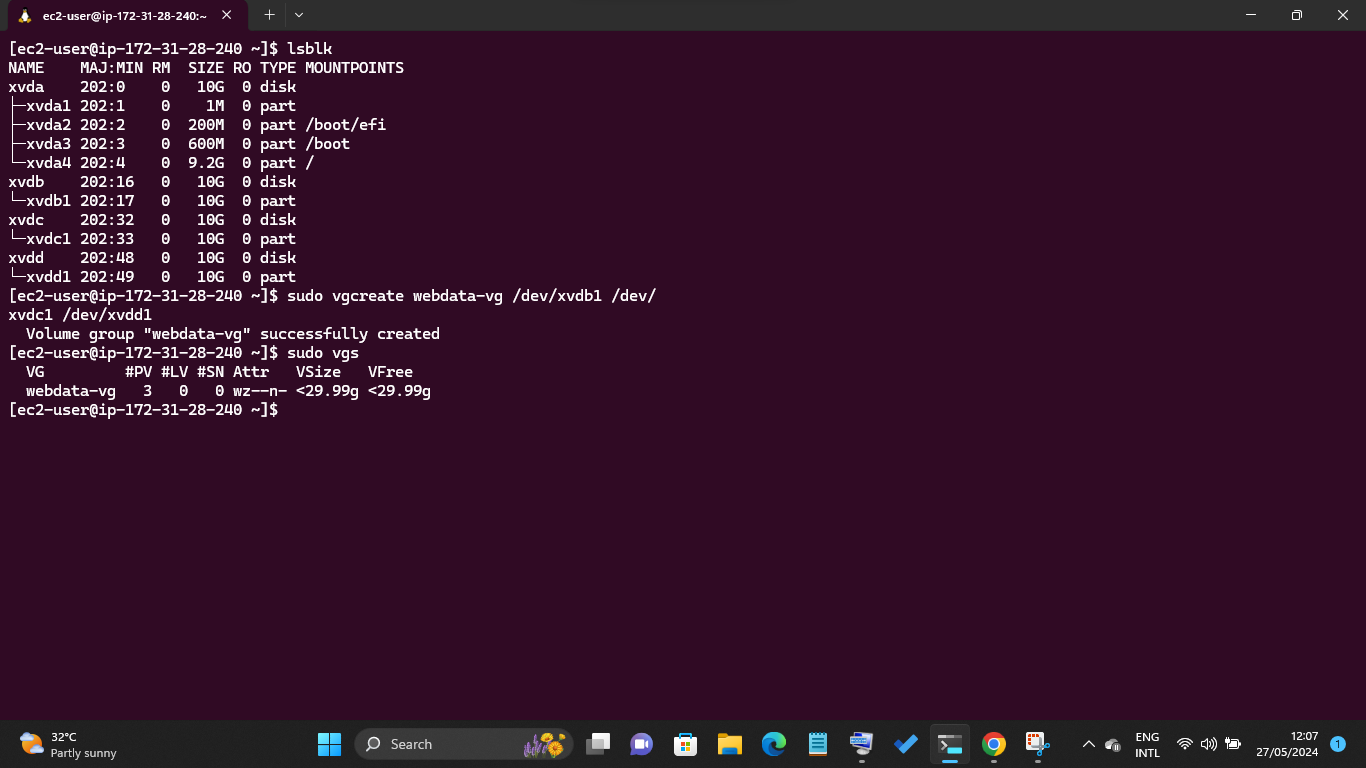 ec2-user@ip-172-31-28-240:~
[ec2-user@ip-172-31-28-240 ~]$ lsblk
NAME    MAJ:MIN RM  SIZE RO TYPE MOUNTPOINTS
xvda    202:0    0   10G  0 disk
├─xvda1 202:1    0    1M  0 part
├─xvda2 202:2    0  200M  0 part /boot/efi
├─xvda3 202:3    0  600M  0 part /boot
└─xvda4 202:4    0  9.2G  0 part /
xvdb    202:16   0   10G  0 disk
└─xvdb1 202:17   0   10G  0 part
xvdc    202:32   0   10G  0 disk
└─xvdc1 202:33   0   10G  0 part
xvdd    202:48   0   10G  0 disk
└─xvdd1 202:49   0   10G  0 part
[ec2-user@ip-172-31-28-240 ~]$ sudo vgcreate webdata-vg /dev/xvdb1 /dev/
xvdc1 /dev/xvdd1
  Volume group "webdata-vg" successfully created
[ec2-user@ip-172-31-28-240 ~]$ sudo vgs
  VG         #PV #LV #SN Attr   VSize   VFree
  webdata-vg   3   0   0 wz--n- <29.99g <29.99g
[ec2-user@ip-172-31-28-240 ~]$
32°C
Partly sunny
Search
ENG
INTL
12:07
27/05/2024
1